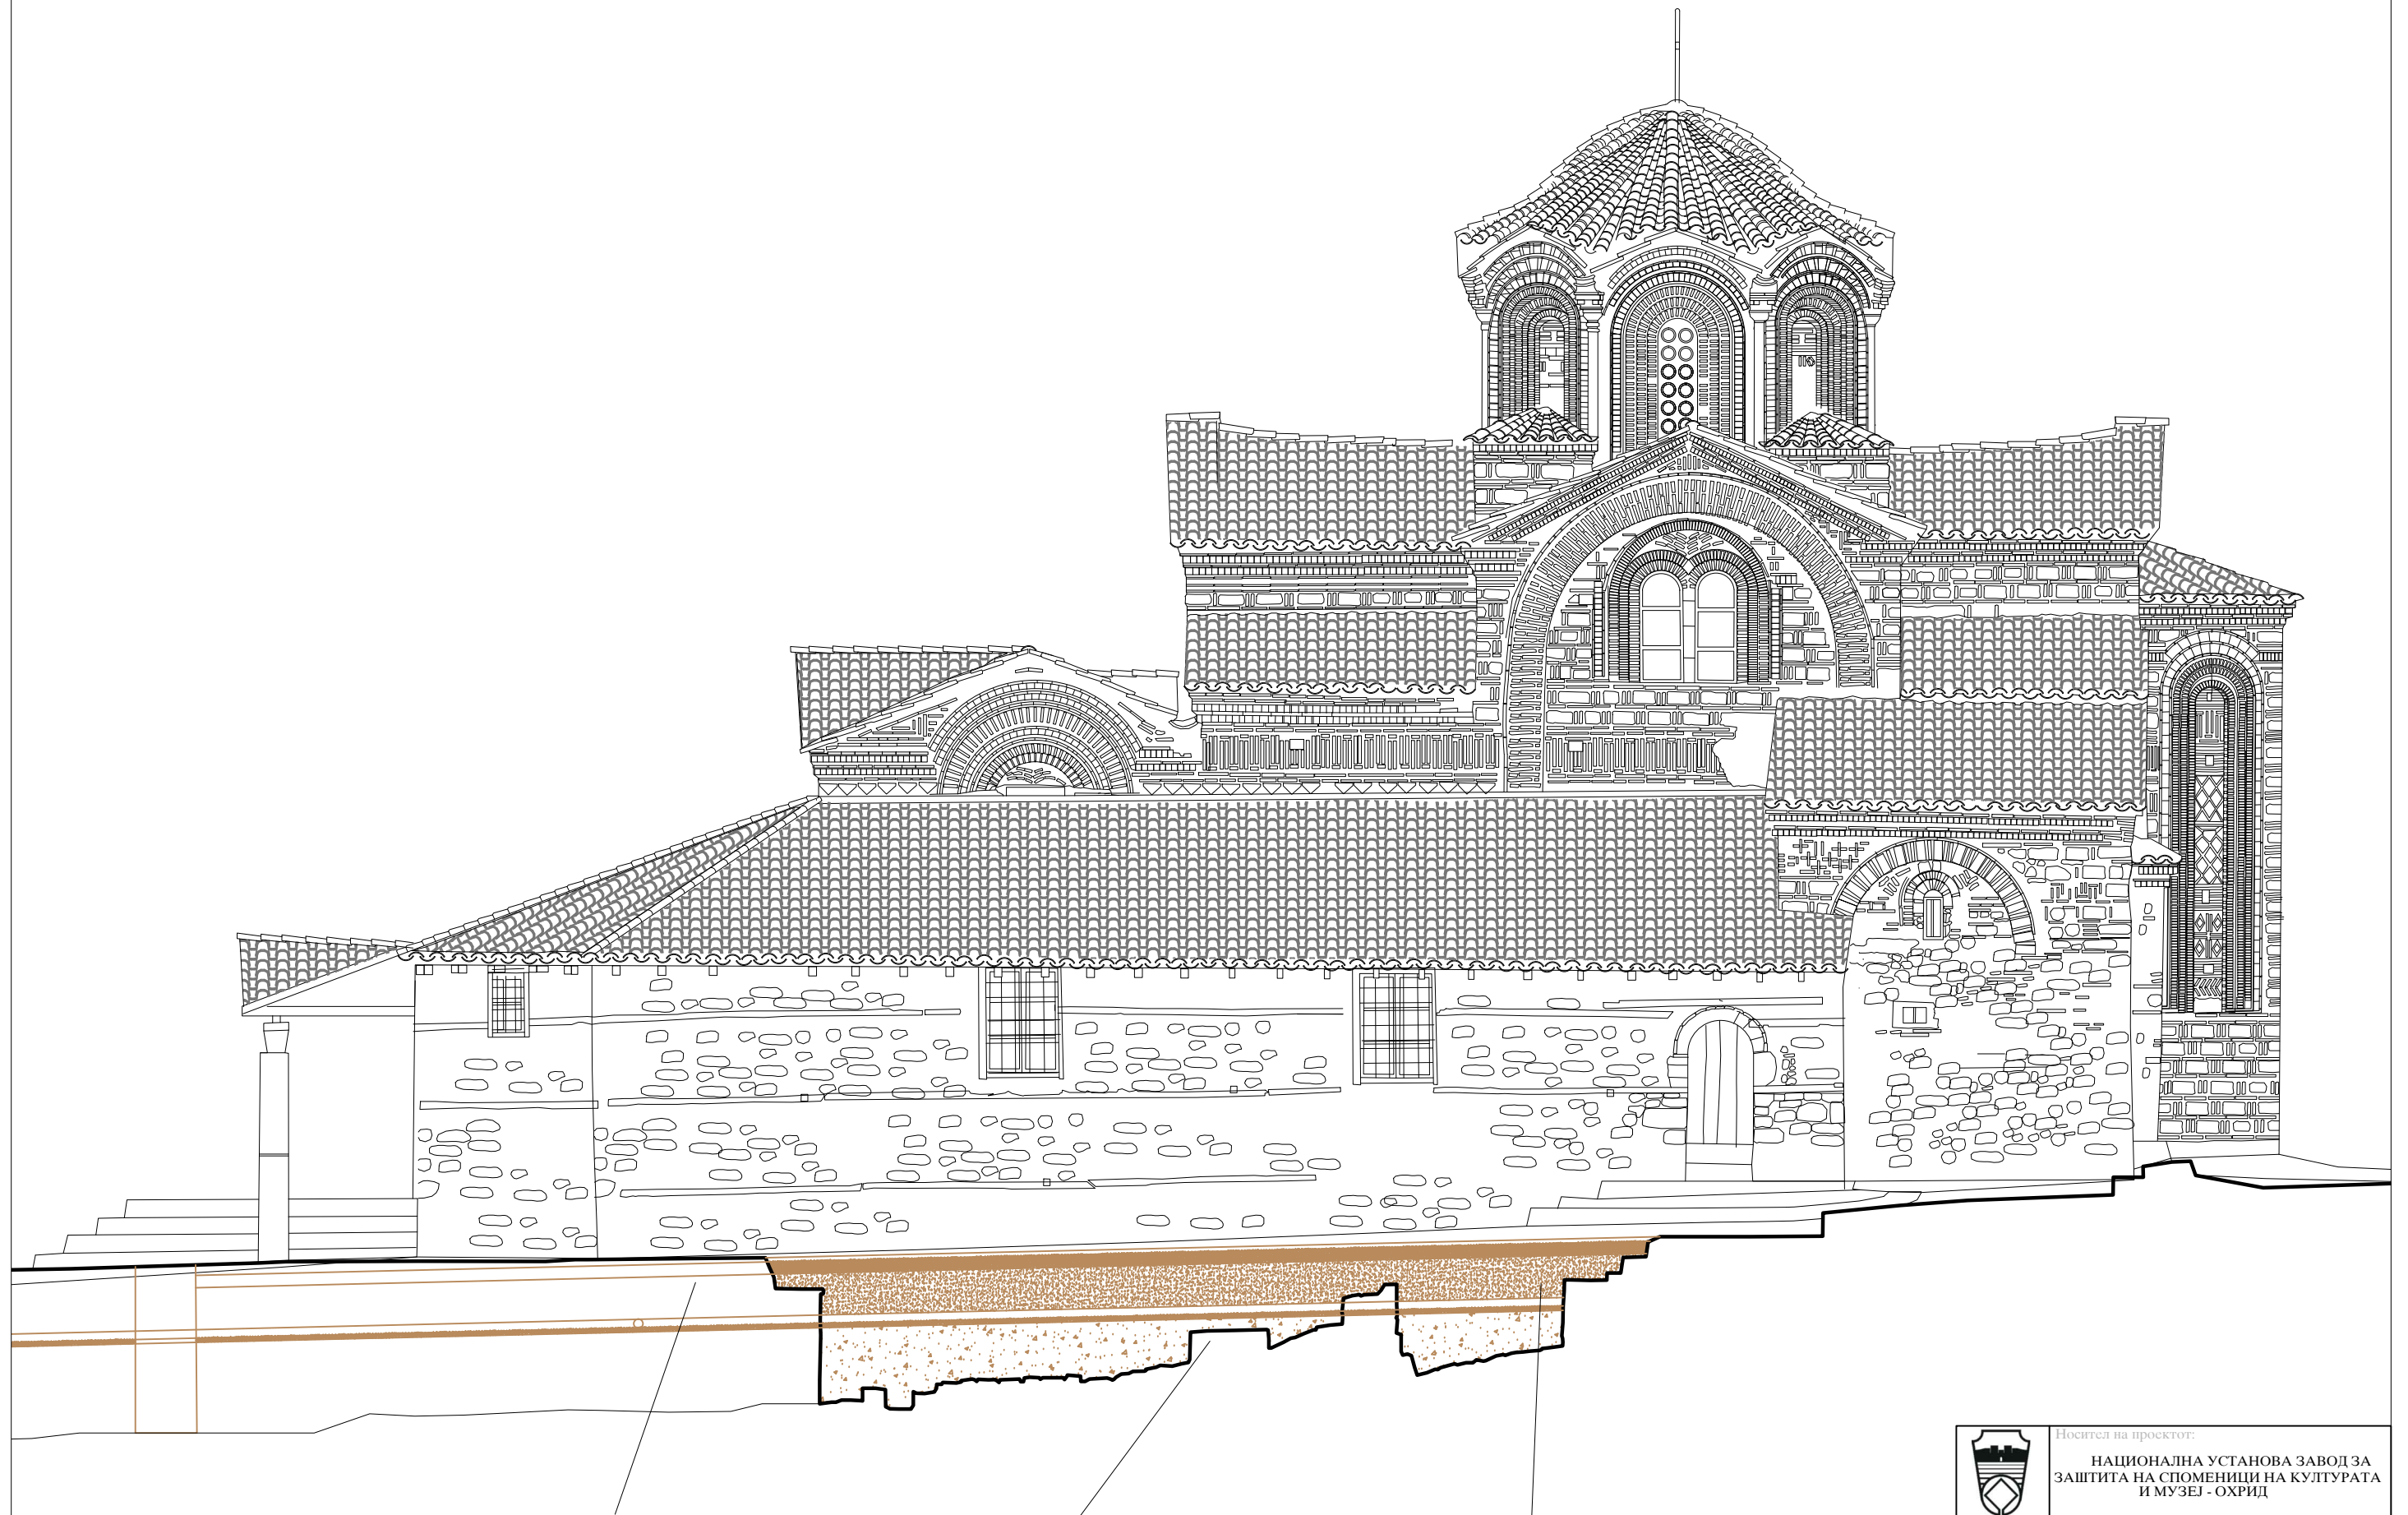 Носител на проектот:
НАЦИОНАЛНА УСТАНОВА ЗАВОД ЗА
ЗАШТИТА НА СПОМЕНИЦИ НА КУЛТУРАТА
И МУЗЕЈ - ОХРИД